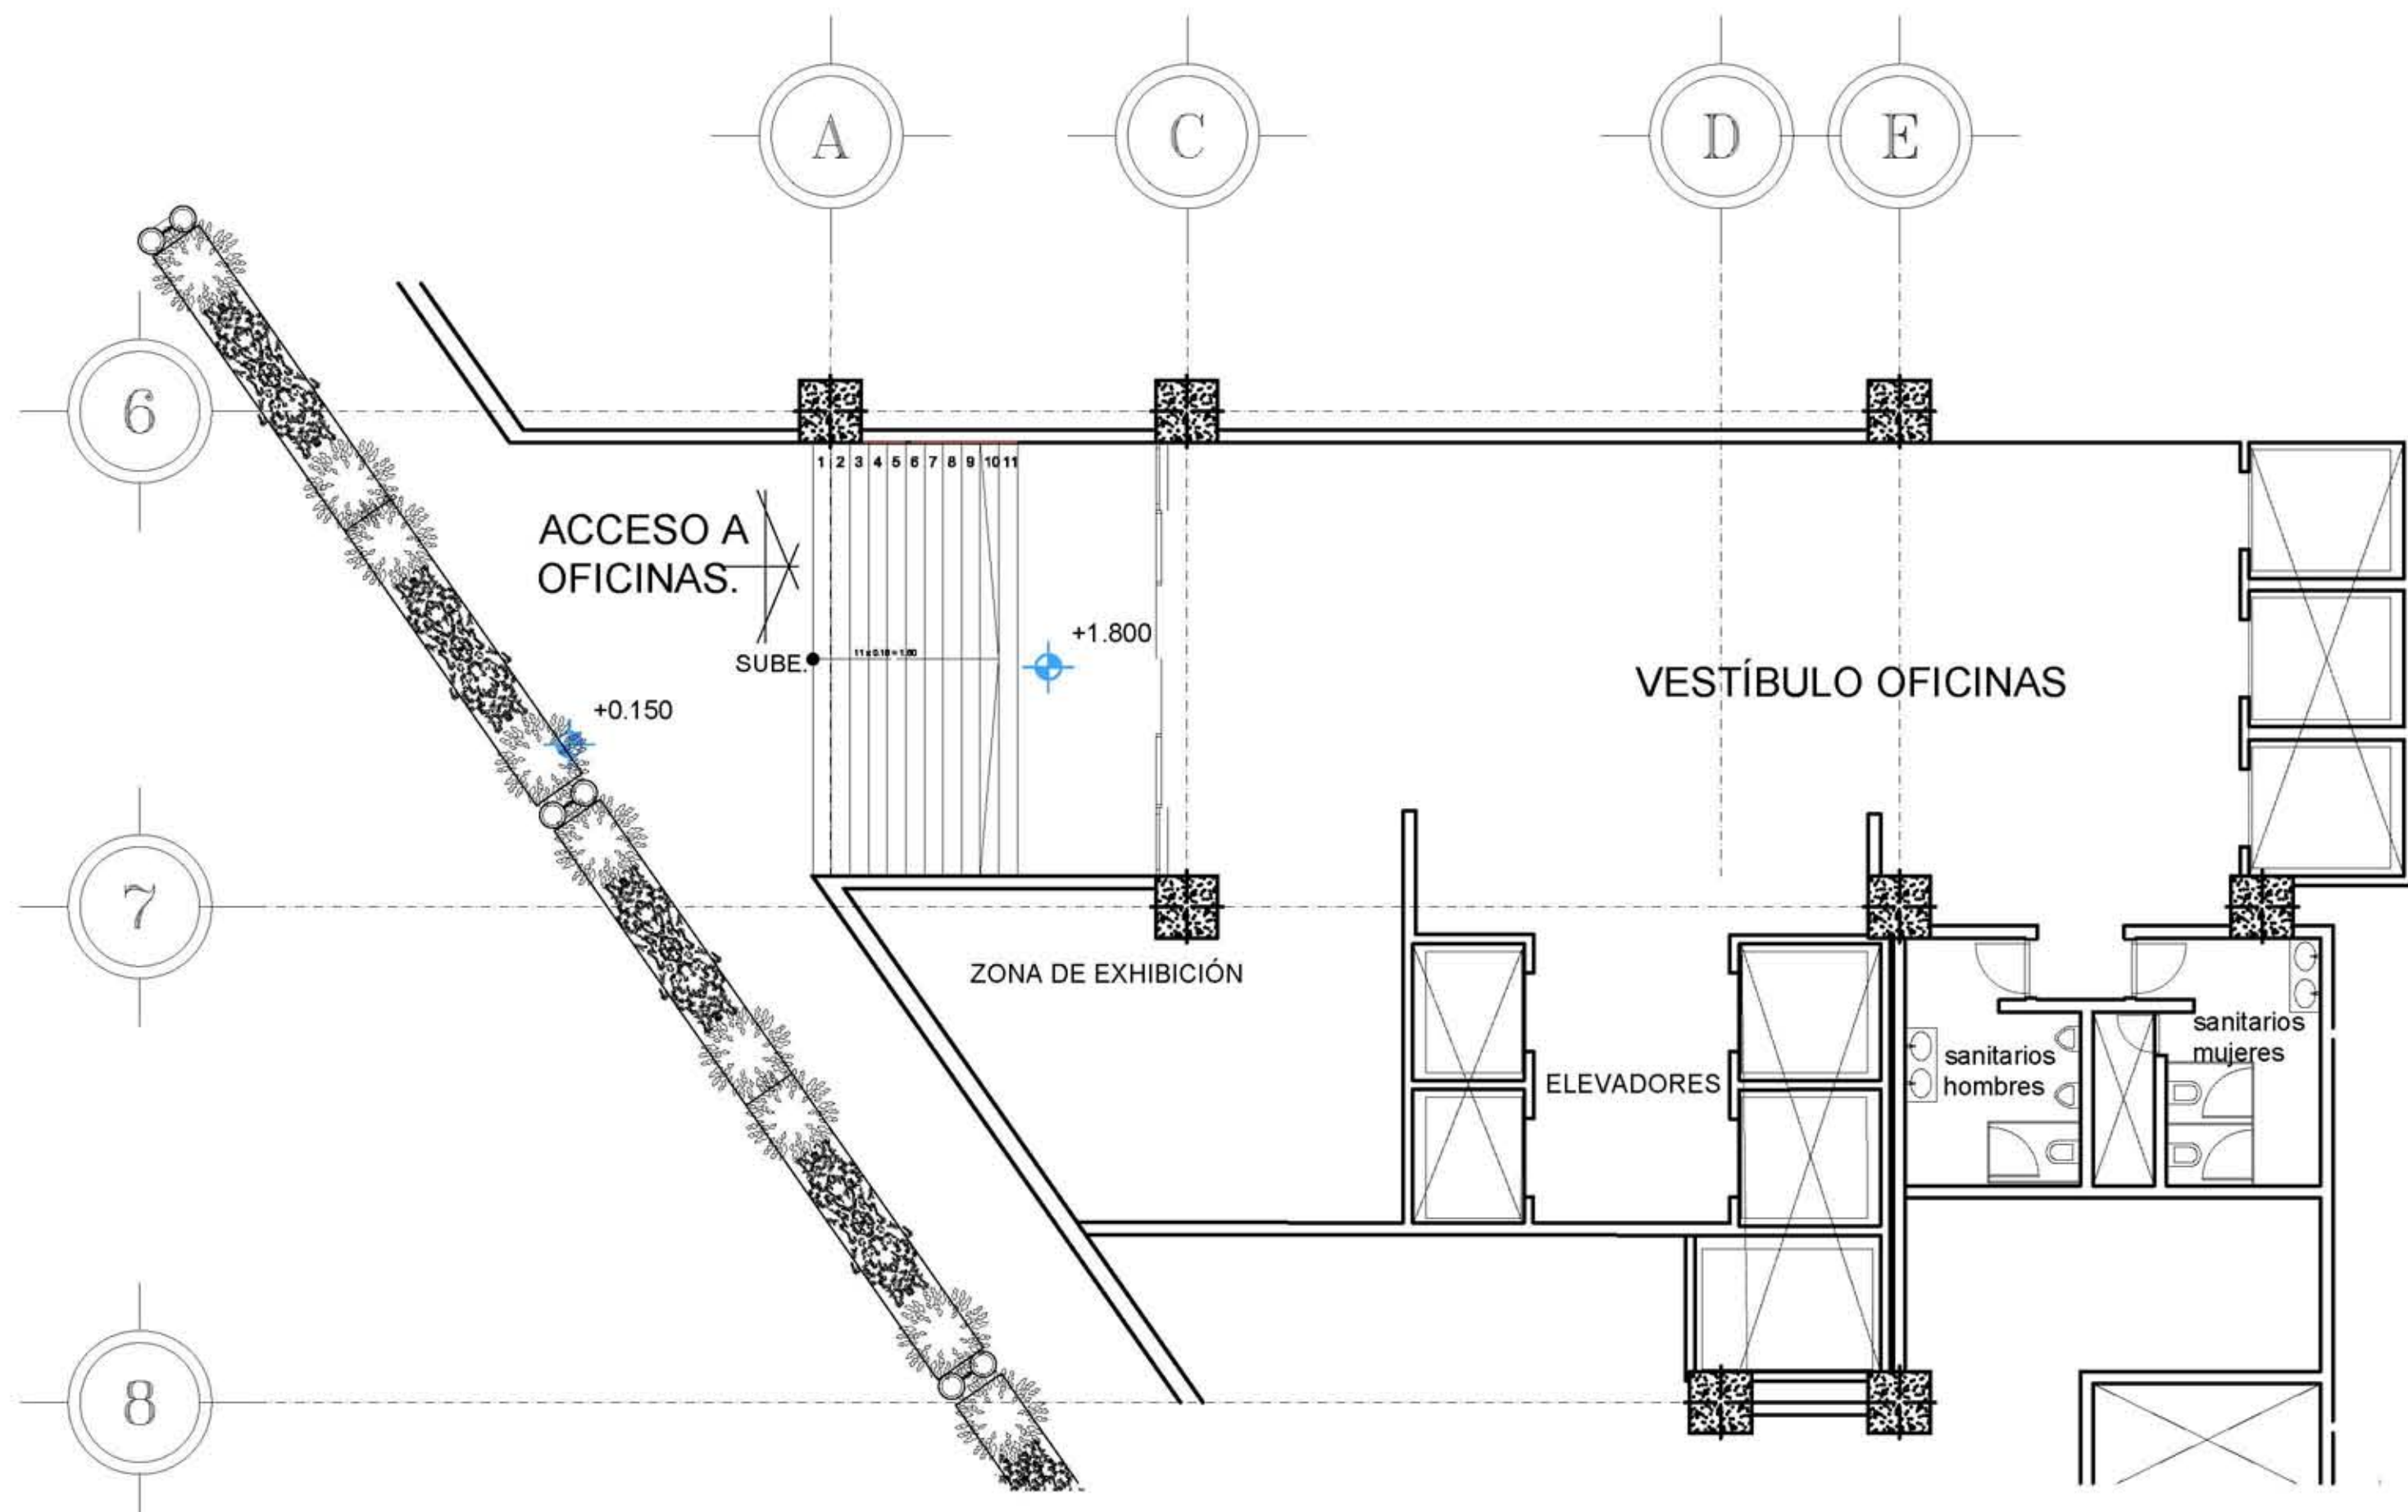 A
C
D
E
6
1 2 3 4 5 6 7 8 9 10 11
ACCESO A
OFICINAS.
+1.800
SUBE.
VESTÍBULO OFICINAS
+0.150
7
ZONA DE EXHIBICIÓN
sanitarios
mujeres
sanitarios
hombres
ELEVADORES
8